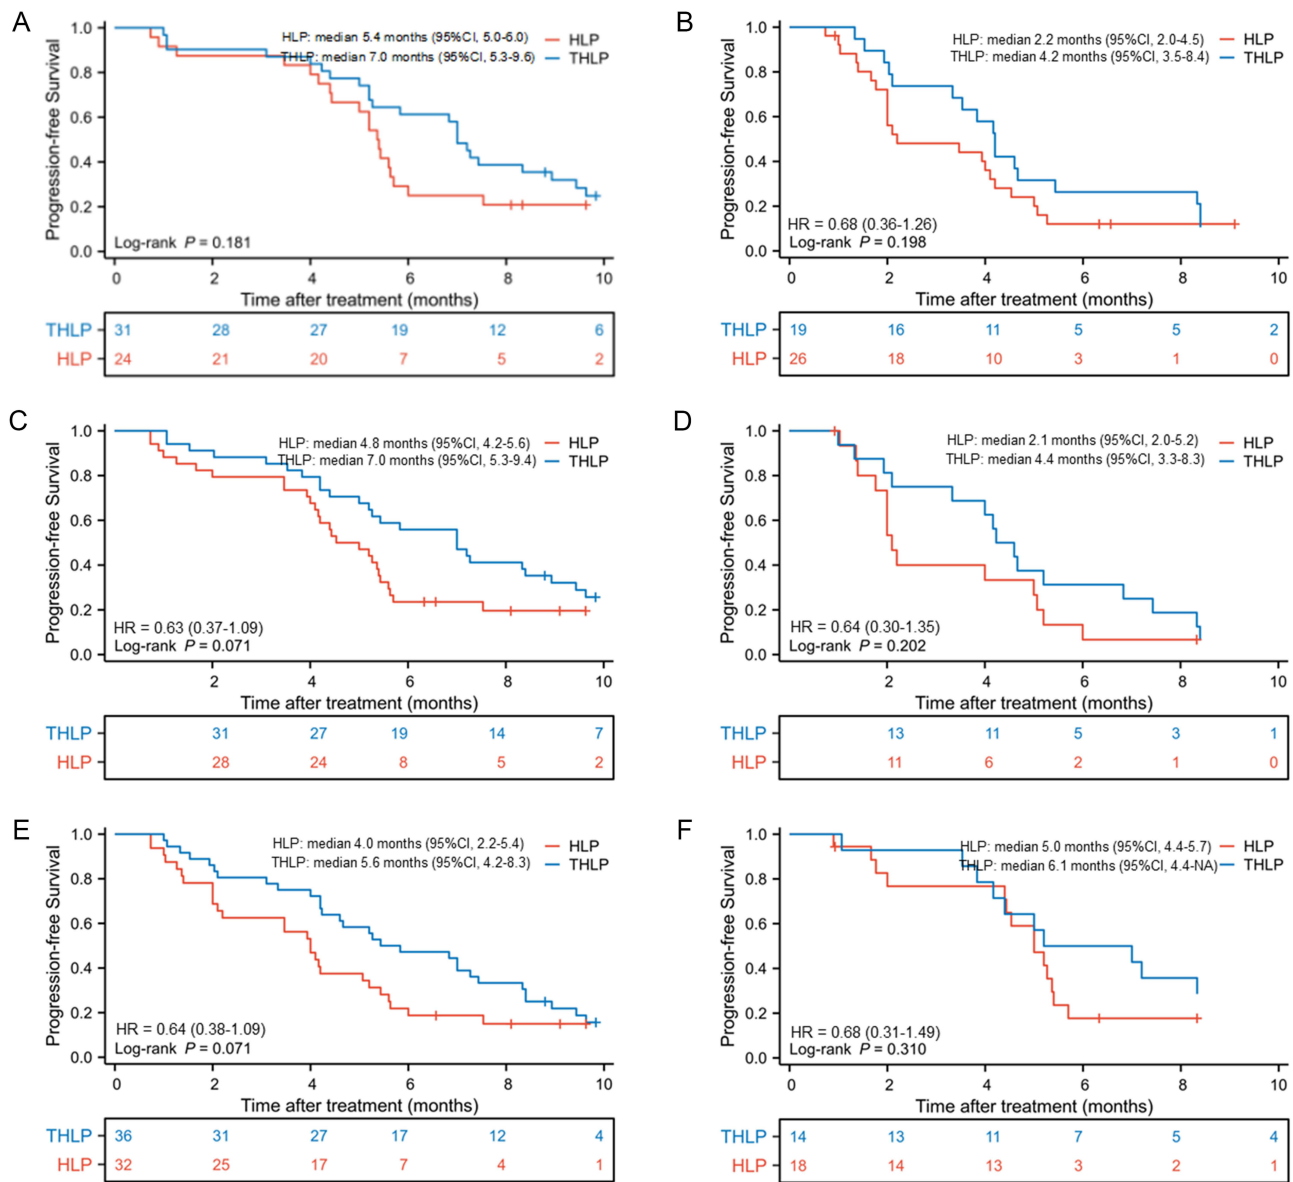 A
Progression-free Survival
1.0
0.8
0.6
0.4
0.2
0.0
HLP: median 5.4 months (95%CI, 5.0-6.0)
THLP: median 7.0 months (95%CI, 5.3-9.6)
HLP
THLP
Log-rank P = 0.181
0 2 4 6 8 10
Time after treatment (months)
THLP 31 28 27 19 12 6
HLP 24 21 20 7 5 2
B
Progression-free Survival
1.0
0.8
0.6
0.4
0.2
0.0
HLP: median 2.2 months (95%CI, 2.0-4.5)
THLP: median 4.2 months (95%CI, 3.5-8.4)
HLP
THLP
HR = 0.68 (0.36-1.26)
Log-rank P = 0.198
0 2 4 6 8 10
Time after treatment (months)
THLP 19 16 11 5 5 2
HLP 26 18 10 3 1 0
C
Progression-free Survival
1.0
0.8
0.6
0.4
0.2
0.0
HLP: median 4.8 months (95%CI, 4.2-5.6)
THLP: median 7.0 months (95%CI, 5.3-9.4)
HLP
THLP
HR = 0.63 (0.37-1.09)
Log-rank P = 0.071
2 4 6 8 10
Time after treatment (months)
THLP 31 27 19 14 7
HLP 28 24 8 5 2
D
Progression-free Survival
1.0
0.8
0.6
0.4
0.2
0.0
HLP: median 2.1 months (95%CI, 2.0-5.2)
THLP: median 4.4 months (95%CI, 3.3-8.3)
HLP
THLP
HR = 0.64 (0.30-1.35)
Log-rank P = 0.202
2 4 6 8 10
Time after treatment (months)
THLP 13 11 5 3 1
HLP 11 6 2 1 0
E
Progression-free Survival
1.0
0.8
0.6
0.4
0.2
0.0
HLP: median 4.0 months (95%CI, 2.2-5.4)
THLP: median 5.6 months (95%CI, 4.2-8.3)
HLP
THLP
HR = 0.64 (0.38-1.09)
Log-rank P = 0.071
0 2 4 6 8 10
Time after treatment (months)
THLP 36 31 27 17 12 4
HLP 32 25 17 7 4 1
F
Progression-free Survival
1.0
0.8
0.6
0.4
0.2
0.0
HLP: median 5.0 months (95%CI, 4.4-5.7)
THLP: median 6.1 months (95%CI, 4.4-NA)
HLP
THLP
HR = 0.68 (0.31-1.49)
Log-rank P = 0.310
0 2 4 6 8 10
Time after treatment (months)
THLP 14 13 11 7 5 4
HLP 18 14 13 3 2 1